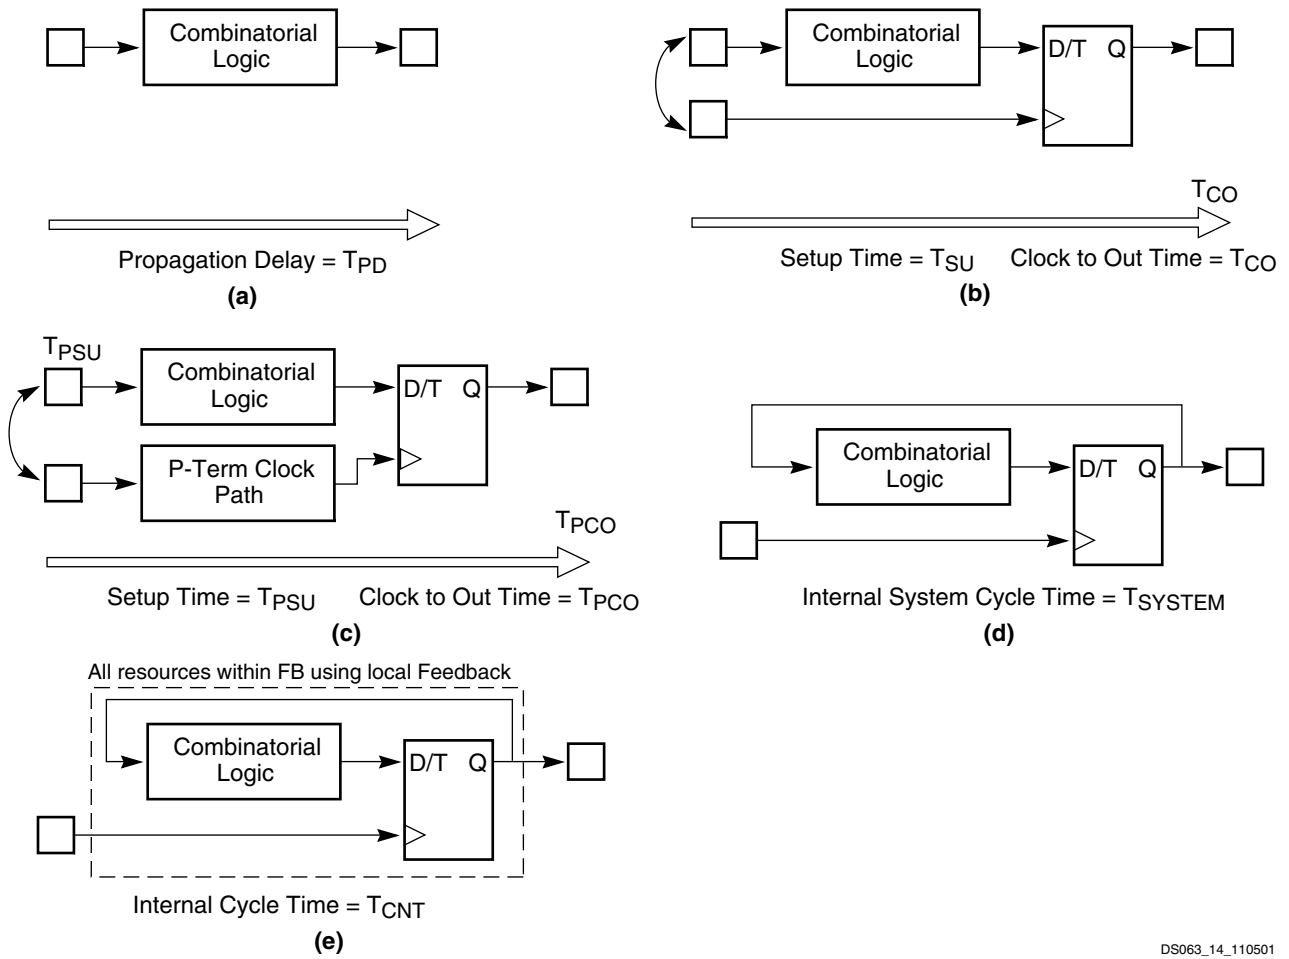 Combinatorial
Logic
Propagation Delay = TPD
(a)
Combinatorial
Logic
D/T Q
TCO
Setup Time = TSU Clock to Out Time = TCO
(b)
TPSU
Combinatorial
Logic
D/T Q
P-Term Clock
Path
TPCO
Setup Time = TPSU Clock to Out Time = TPCO
(c)
Combinatorial
Logic
D/T Q
Internal System Cycle Time = TSYSTEM
(d)
All resources within FB using local Feedback
Combinatorial
Logic
D/T Q
Internal Cycle Time = TCNT
(e)
DS063_14_110501